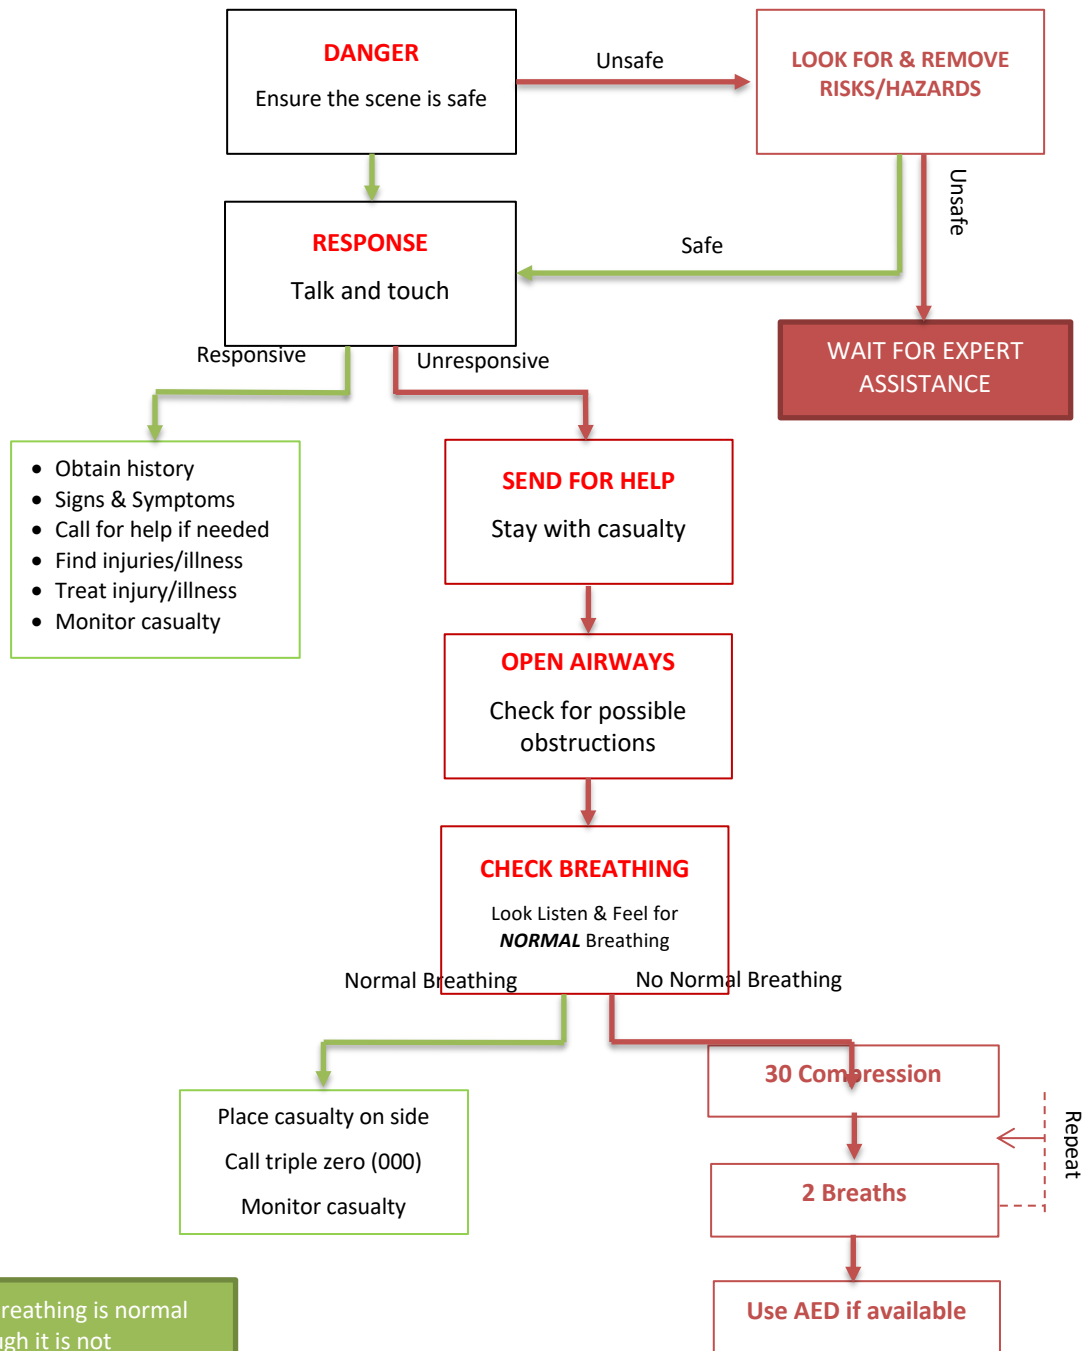 DANGER
Ensure the scene is safe
Unsafe
LOOK FOR & REMOVE
RISKS/HAZARDS
Unsafe
Safe
RESPONSE
Talk and touch
WAIT FOR EXPERT
ASSISTANCE
Responsive
Unresponsive
• Obtain history
• Signs & Symptoms
• Call for help if needed
• Find injuries/illness
• Treat injury/illness
• Monitor casualty
SEND FOR HELP
Stay with casualty
OPEN AIRWAYS
Check for possible
obstructions
CHECK BREATHING
Look Listen & Feel for
NORMAL Breathing
Normal Breathing
No Normal Breathing
Place casualty on side
Call triple zero (000)
Monitor casualty
30 Compression
Repeat
2 Breaths
Use AED if available
breathing is normal
it is not